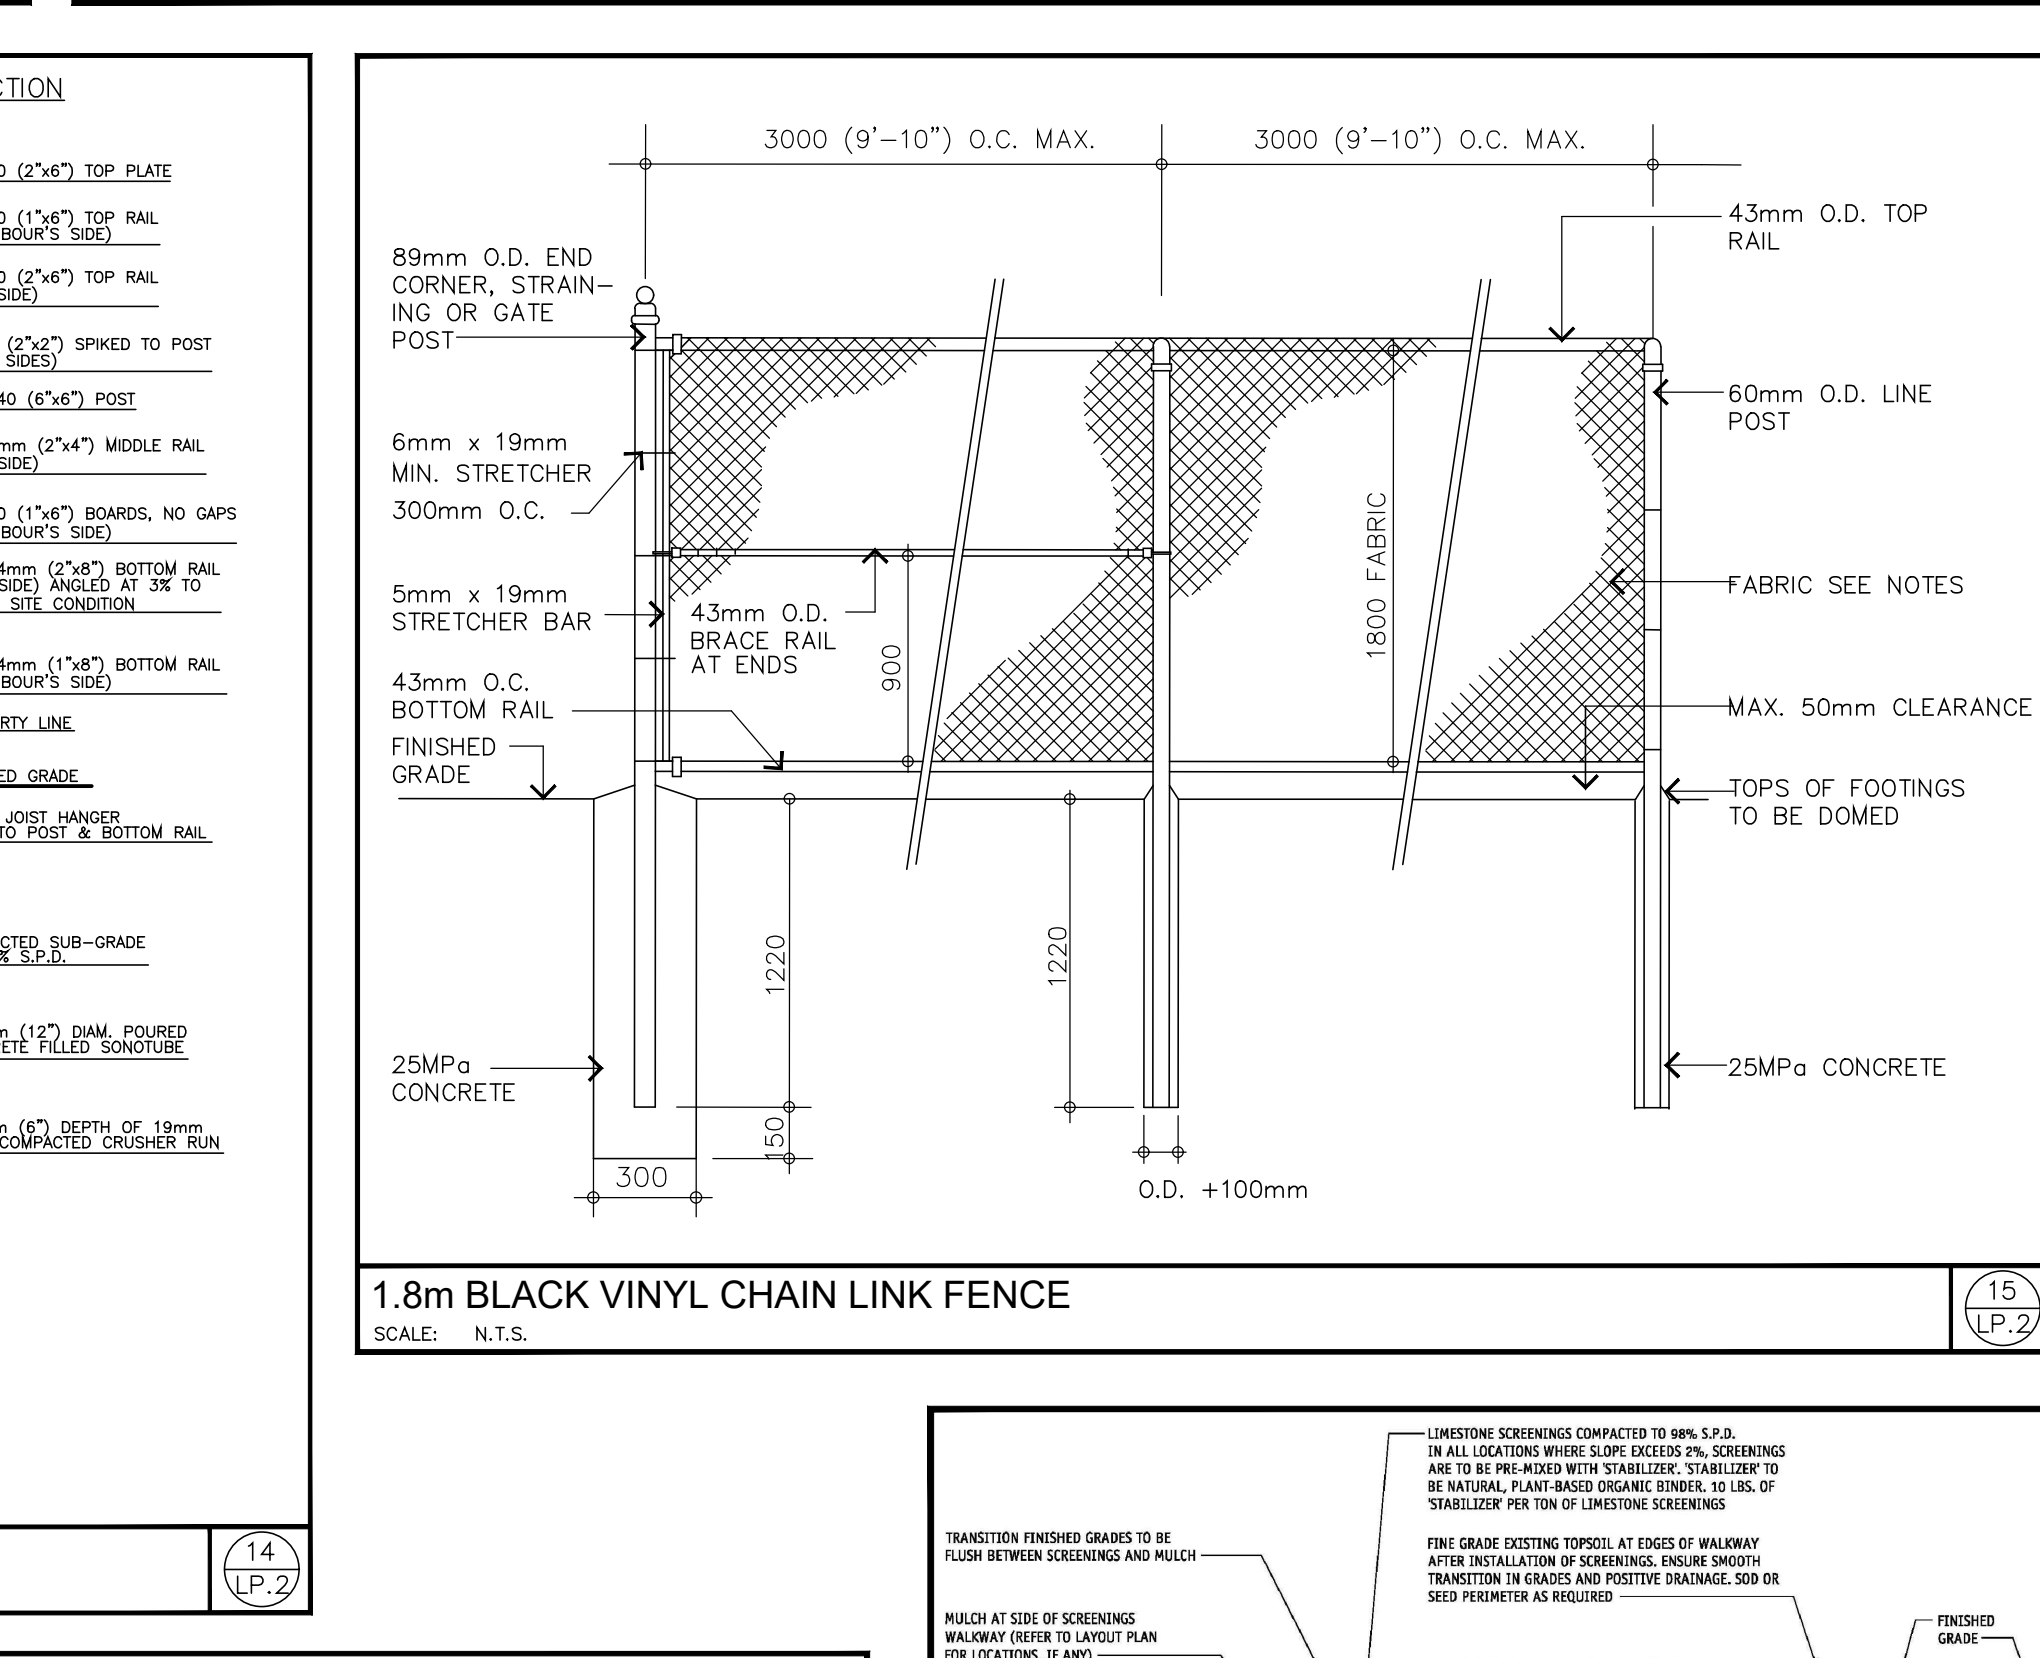 CTION
0 (2"x6") TOP PLATE
0 (1"x6") TOP RAIL
BOUR'S SIDE)
0 (2"x6") TOP RAIL
SIDE)
(2"x2") SPIKED TO POST
SIDES)
40 (6"x6") POST
mm (2"x4") MIDDLE RAIL
SIDE)
0 (1"x6") BOARDS, NO GAPS
BOUR'S SIDE)
4mm (2"x8") BOTTOM RAIL
SIDE) ANGLED AT 3% TO
SITE CONDITION
4mm (1"x8") BOTTOM RAIL
BOUR'S SIDE)
RTY LINE
ED GRADE
JOIST HANGER
TO POST & BOTTOM RAIL
CTED SUB-GRADE
% S.P.D.
m (12") DIAM. POURED
RETE FILLED SONOTUBE
m (6") DEPTH OF 19mm
COMPACTED CRUSHER RUN
14
LP.2
3000 (9'-10") O.C. MAX.
3000 (9'-10") O.C. MAX.
89mm O.D. END
CORNER, STRAIN-
ING OR GATE
POST
6mm x 19mm
MIN. STRETCHER
300mm O.C.
5mm x 19mm
STRETCHER BAR
43mm O.C.
BOTTOM RAIL
FINISHED
GRADE
25MPa
CONCRETE
43mm O.D.
BRACE RAIL
AT ENDS
900
1800 FABRIC
1220
150
300
1220
O.D. +100mm
43mm O.D. TOP
RAIL
60mm O.D. LINE
POST
FABRIC SEE NOTES
MAX. 50mm CLEARANCE
TOPS OF FOOTINGS
TO BE DOMED
25MPa CONCRETE
1.8m BLACK VINYL CHAIN LINK FENCE
SCALE: N.T.S.
15
LP.2
LIMESTONE SCREENINGS COMPACTED TO 98% S.P.D.
IN ALL LOCATIONS WHERE SLOPE EXCEEDS 2%, SCREENINGS
ARE TO BE PRE-MIXED WITH 'STABILIZER'. 'STABILIZER' TO
BE NATURAL, PLANT-BASED ORGANIC BINDER. 10 LBS. OF
'STABILIZER' PER TON OF LIMESTONE SCREENINGS
TRANSITION FINISHED GRADES TO BE
FLUSH BETWEEN SCREENINGS AND MULCH
FINE GRADE EXISTING TOPSOIL AT EDGES OF WALKWAY
AFTER INSTALLATION OF SCREENINGS. ENSURE SMOOTH
TRANSITION IN GRADES AND POSITIVE DRAINAGE. SOD OR
SEED PERIMETER AS REQUIRED
MULCH AT SIDE OF SCREENINGS
WALKWAY (REFER TO LAYOUT PLAN
FOR LOCATIONS, IF ANY)
FINISHED
GRADE